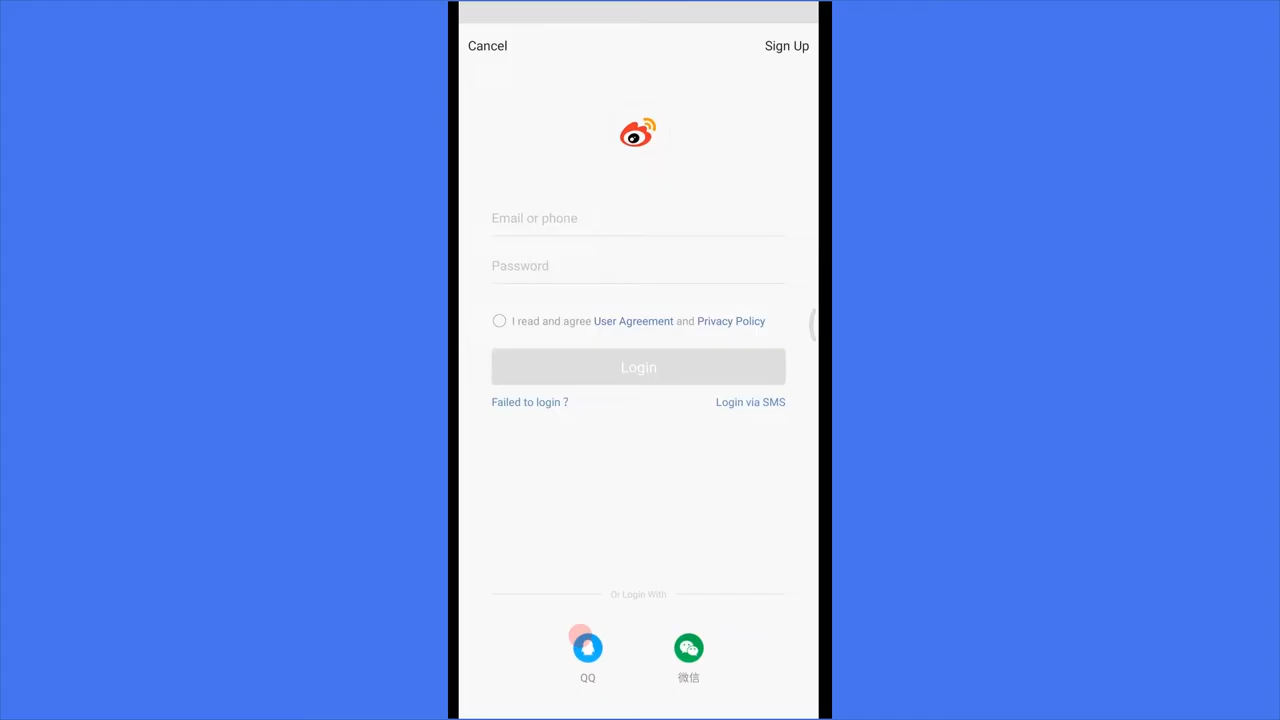 Cancel
Sign Up
Email or phone
Password
I read and agree User Agreement and Privacy Policy
Login
Failed to login ?
Login via SMS
Or Login With
QQ
微信